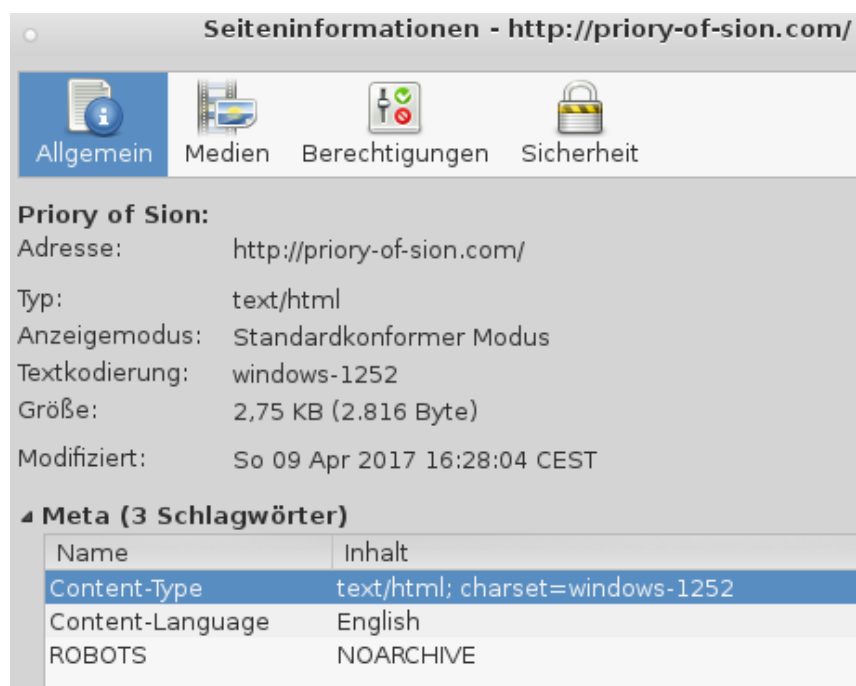 Seiteninformationen - http://priory-of-sion.com/
Allgemein Medien Berechtigungen Sicherheit
Priory of Sion:
Adresse: http://priory-of-sion.com/
Typ: text/html
Anzeigemodus: Standardkonformer Modus
Textkodierung: windows-1252
Größe: 2,75 KB (2.816 Byte)
Modifiziert: So 09 Apr 2017 16:28:04 CEST
Meta (3 Schlagwörter)
Name Inhalt
Content-Type text/html; charset=windows-1252
Content-Language English
ROBOTS NOARCHIVE